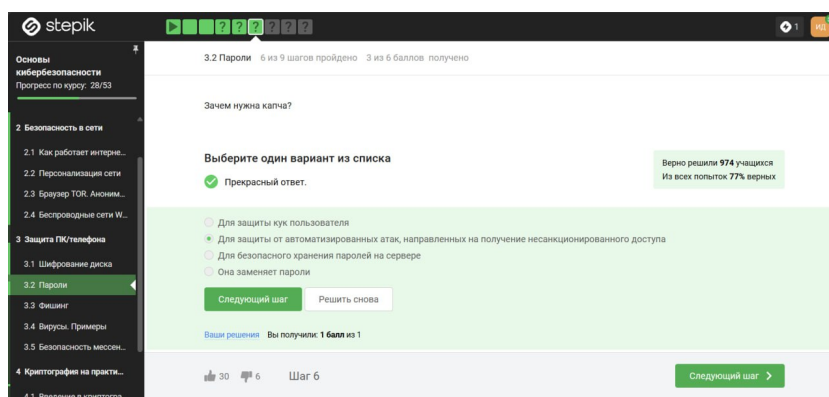 stepik
? ? ? ? ? ?
1
ИД
Основы
кибербезопасности
Прогресс по курсу: 28/53
2 Безопасность в сети
2.1 Как работает интерне...
2.2 Персонализация сети
2.3 Браузер TOR. Аноним...
2.4 Беспроводные сети W...
3 Защита ПК/телефона
3.1 Шифрование диска
3.2 Пароли
3.3 Фишинг
3.4 Вирусы. Примеры
3.5 Безопасность мессен...
4 Криптография на практи...
4.1 Введение в криптогра...
3.2 Пароли 6 из 9 шагов пройдено 3 из 6 баллов получено
Зачем нужна капча?
Выберите один вариант из списка
Прекрасный ответ.
Верно решили 974 учащихся
Из всех попыток 77% верных
Для защиты кук пользователя
Для защиты от автоматизированных атак, направленных на получение несанкционированного доступа
Для безопасного хранения паролей на сервере
Она заменяет пароли
Следующий шаг Решить снова
Ваши решения Вы получили: 1 балл из 1
30 6 Шаг 6 Следующий шаг